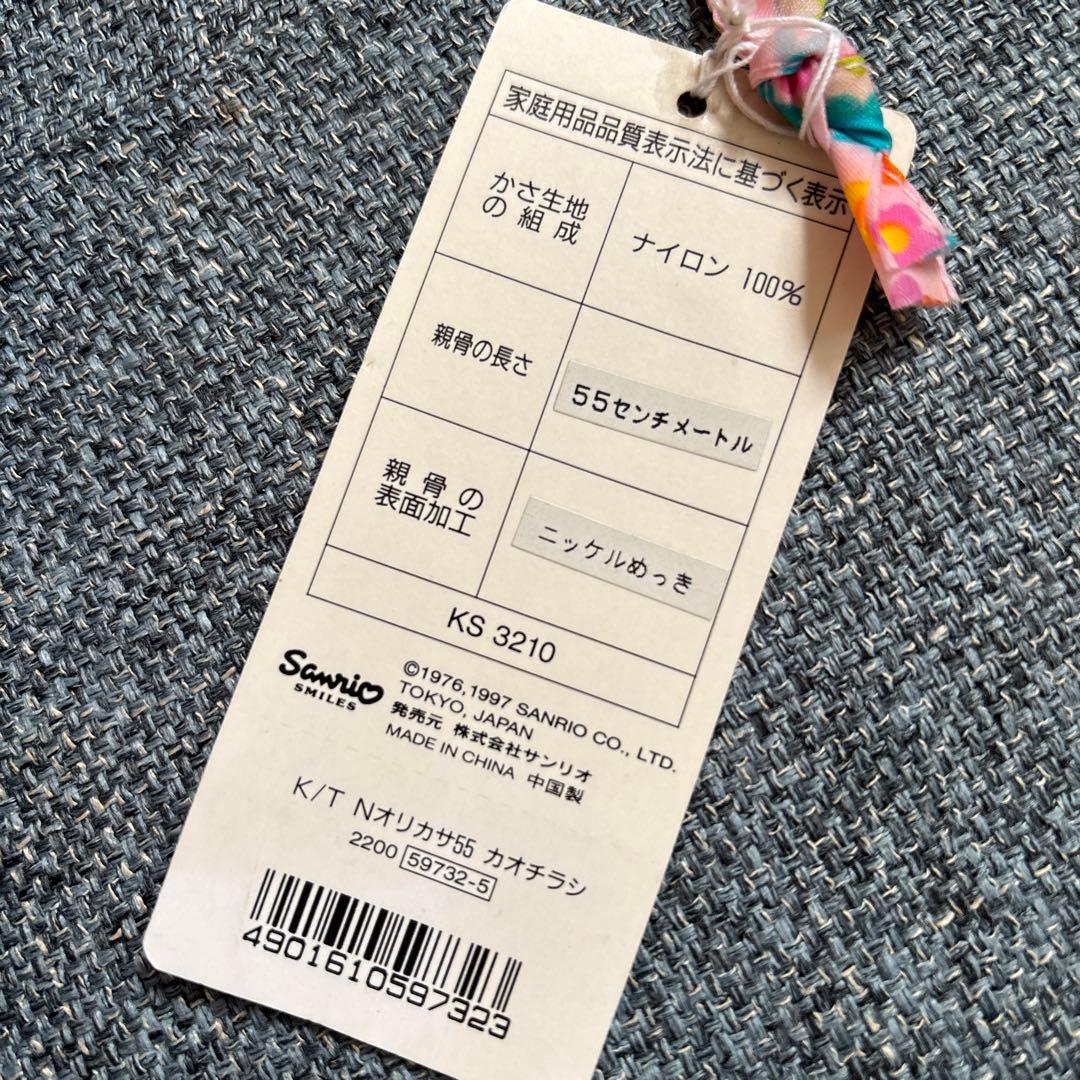 家庭用品品質表示法に基づく表示
かさ生地
の組成
ナイロン 100%
親骨の長さ
55センチメートル
親骨の
表面加工
ニッケルめっき
KS 3210
Sanrio
SMILES
©1976,1997 SANRIO CO., LTD.
TOKYO, JAPAN
発売元 株式会社サンリオ
MADE IN CHINA 中国製
K/T Nオリカサ55 カオチラシ
2200 59732-5
4901610597323